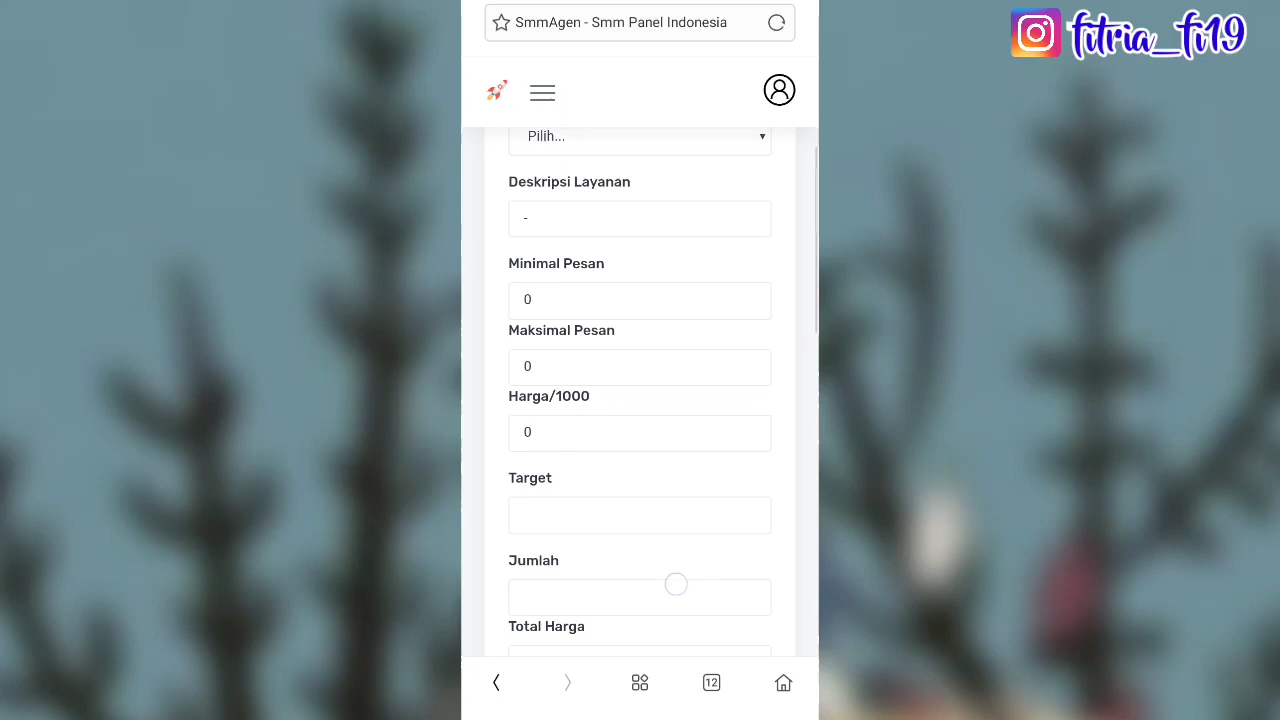 SmmAgen - Smm Panel Indonesia
fitria_fi19
Pilih...
Deskripsi Layanan
-
Minimal Pesan
0
Maksimal Pesan
0
Harga/1000
0
Target
Jumlah
Total Harga
12